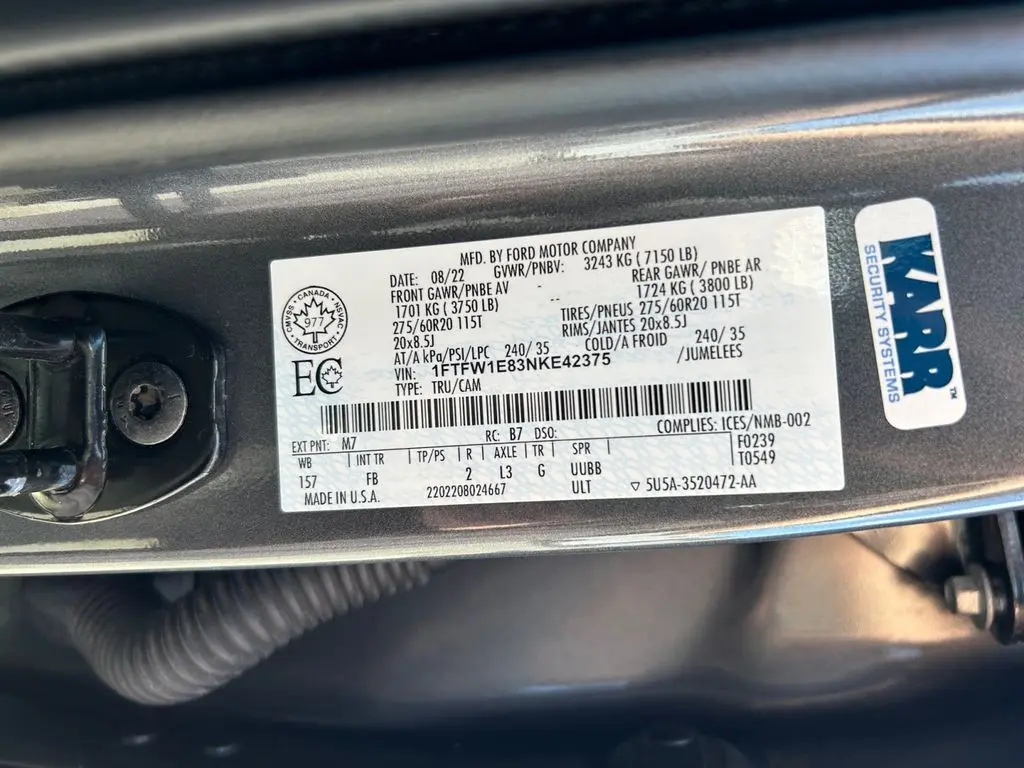 MFD. BY FORD MOTOR COMPANY
DATE: 08/22 GVWR/PNBV: 3243 KG ( 7150 LB)
FRONT GAWR/PNBE AV -- REAR GAWR/ PNBE AR
1701 KG ( 3750 LB) -- 1724 KG ( 3800 LB)
275/60R20 115T TIRES/PNEUS 275/60R20 115T
20x8.5J RIMS/JANTES 20x8.5J
AT/A kPa/PSI/LPC 240/ 35 COLD/A FROID 240/ 35
VIN: 1FTFW1E83NKE42375 /JUMELEES
TYPE: TRU/CAM
CANADA
CMVSS • NSVAC
977
TRANSPORT
EC
EXT PNT: M7 RC: B7 DSO: COMPLIES: ICES/NMB-002
WB INT TR TP/PS R AXLE TR SPR F0239
157 FB 2 L3 G UUBB T0549
MADE IN U.S.A. 2202208024667 ULT ▽ 5U5A-3520472-AA
KARR™
SECURITY SYSTEMS